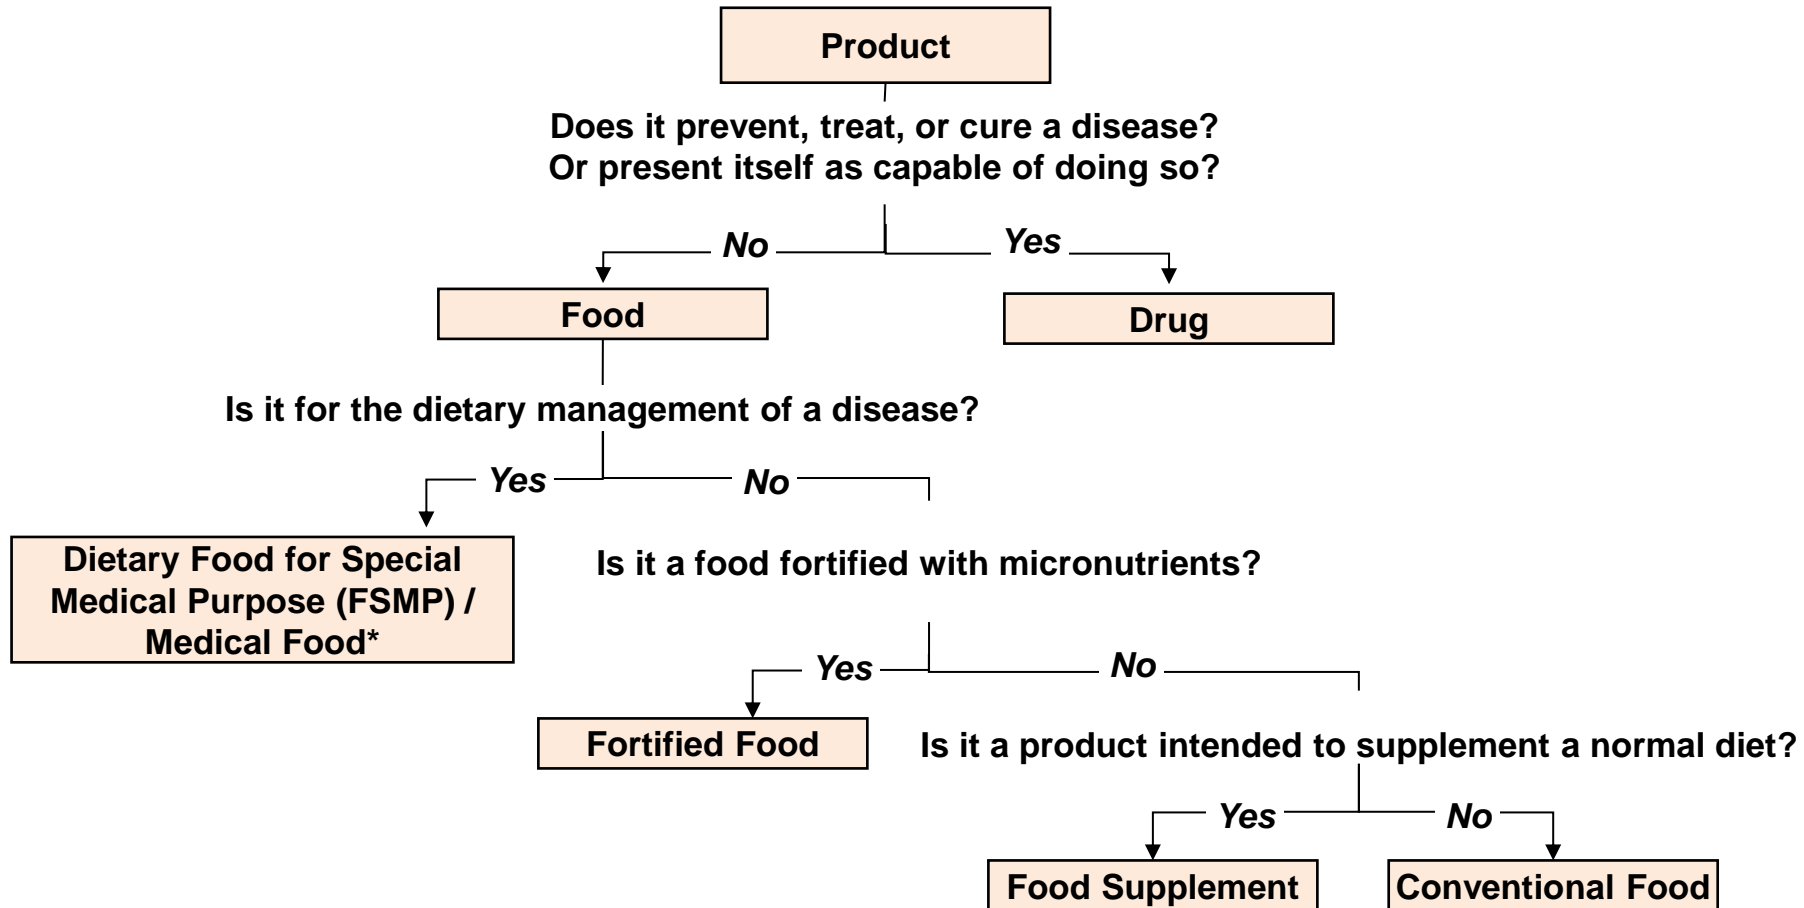 Product
Does it prevent, treat, or cure a disease?
Or present itself as capable of doing so?
No
Yes
Food
Drug
Is it for the dietary management of a disease?
Yes
No
Dietary Food for Special
Medical Purpose (FSMP) /
Medical Food*
Is it a food fortified with micronutrients?
Yes
No
Fortified Food
Is it a product intended to supplement a normal diet?
Yes
No
Food Supplement
Conventional Food